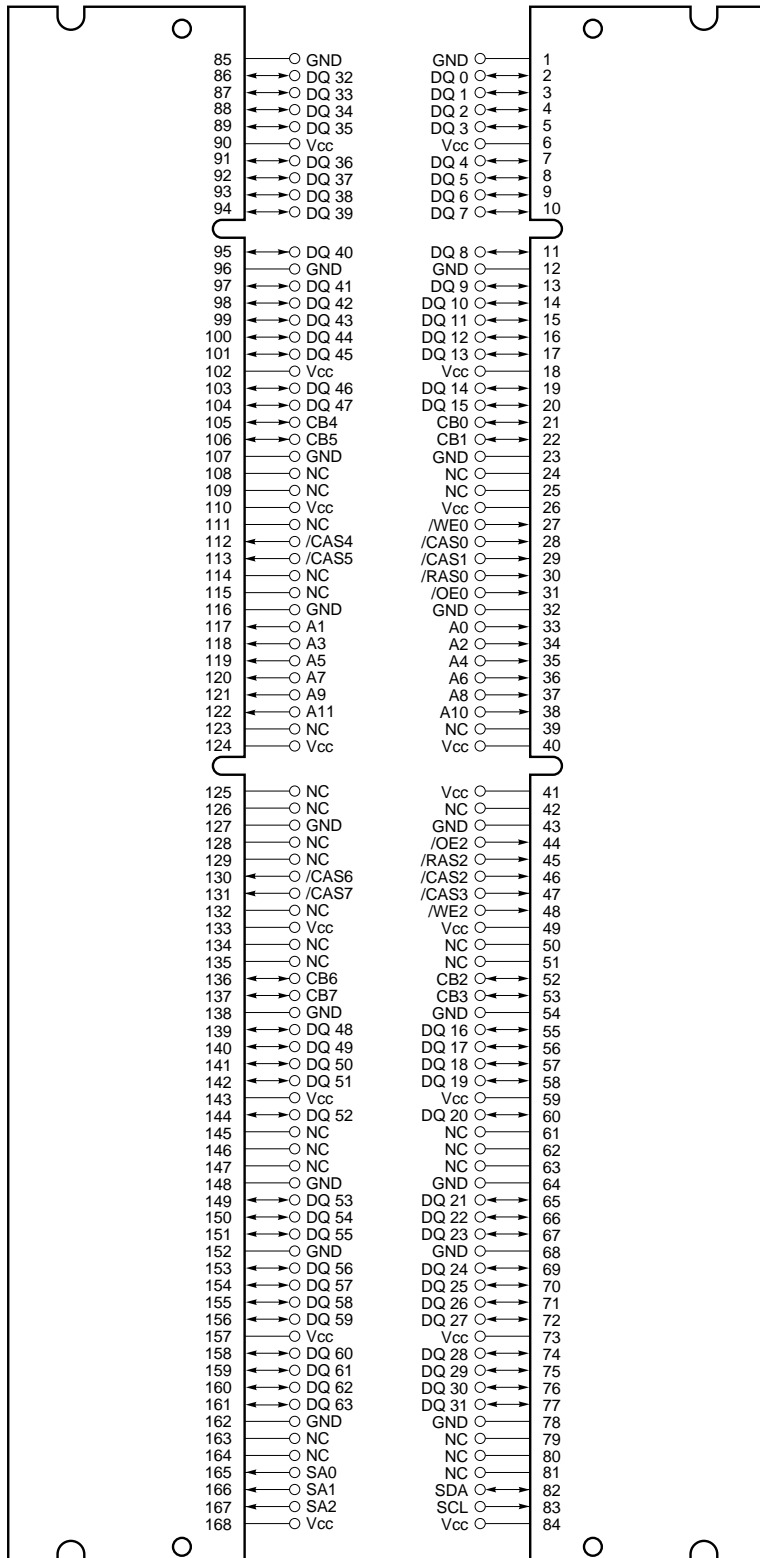 85 GND GND 1
86 DQ 32 DQ 0 2
87 DQ 33 DQ 1 3
88 DQ 34 DQ 2 4
89 DQ 35 DQ 3 5
90 Vcc Vcc 6
91 DQ 36 DQ 4 7
92 DQ 37 DQ 5 8
93 DQ 38 DQ 6 9
94 DQ 39 DQ 7 10
95 DQ 40 DQ 8 11
96 GND GND 12
97 DQ 41 DQ 9 13
98 DQ 42 DQ 10 14
99 DQ 43 DQ 11 15
100 DQ 44 DQ 12 16
101 DQ 45 DQ 13 17
102 Vcc Vcc 18
103 DQ 46 DQ 14 19
104 DQ 47 DQ 15 20
105 CB4 CB0 21
106 CB5 CB1 22
107 GND GND 23
108 NC NC 24
109 NC NC 25
110 Vcc Vcc 26
111 NC /WE0 27
112 /CAS4 /CAS0 28
113 /CAS5 /CAS1 29
114 NC /RAS0 30
115 NC /OE0 31
116 GND GND 32
117 A1 A0 33
118 A3 A2 34
119 A5 A4 35
120 A7 A6 36
121 A9 A8 37
122 A11 A10 38
123 NC NC 39
124 Vcc Vcc 40
125 NC Vcc 41
126 NC NC 42
127 GND GND 43
128 NC /OE2 44
129 NC /RAS2 45
130 /CAS6 /CAS2 46
131 /CAS7 /CAS3 47
132 NC /WE2 48
133 Vcc Vcc 49
134 NC NC 50
135 NC NC 51
136 CB6 CB2 52
137 CB7 CB3 53
138 GND GND 54
139 DQ 48 DQ 16 55
140 DQ 49 DQ 17 56
141 DQ 50 DQ 18 57
142 DQ 51 DQ 19 58
143 Vcc Vcc 59
144 DQ 52 DQ 20 60
145 NC NC 61
146 NC NC 62
147 NC NC 63
148 GND GND 64
149 DQ 53 DQ 21 65
150 DQ 54 DQ 22 66
151 DQ 55 DQ 23 67
152 GND GND 68
153 DQ 56 DQ 24 69
154 DQ 57 DQ 25 70
155 DQ 58 DQ 26 71
156 DQ 59 DQ 27 72
157 Vcc Vcc 73
158 DQ 60 DQ 28 74
159 DQ 61 DQ 29 75
160 DQ 62 DQ 30 76
161 DQ 63 DQ 31 77
162 GND GND 78
163 NC NC 79
164 NC NC 80
165 SA0 NC 81
166 SA1 SDA 82
167 SA2 SCL 83
168 Vcc Vcc 84